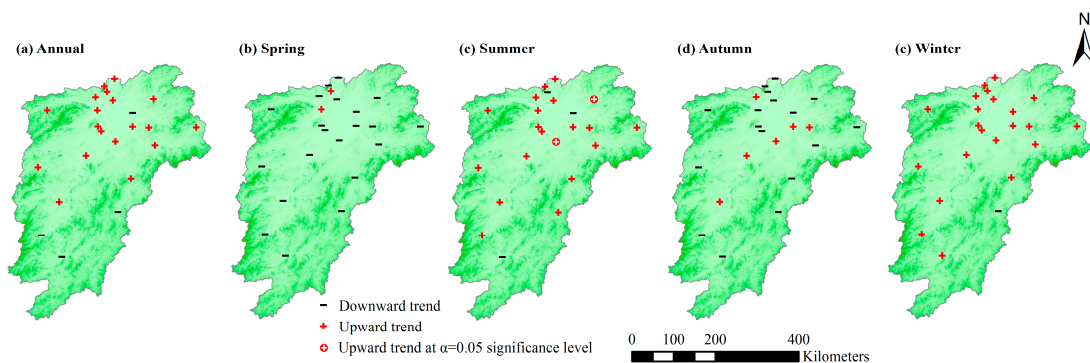 N
(a) Annual
(b) Spring
(c) Summer
(d) Autumn
(e) Winter
Downward trend
Upward trend
Upward trend at α=0.05 significance level
0 100 200 400
Kilometers